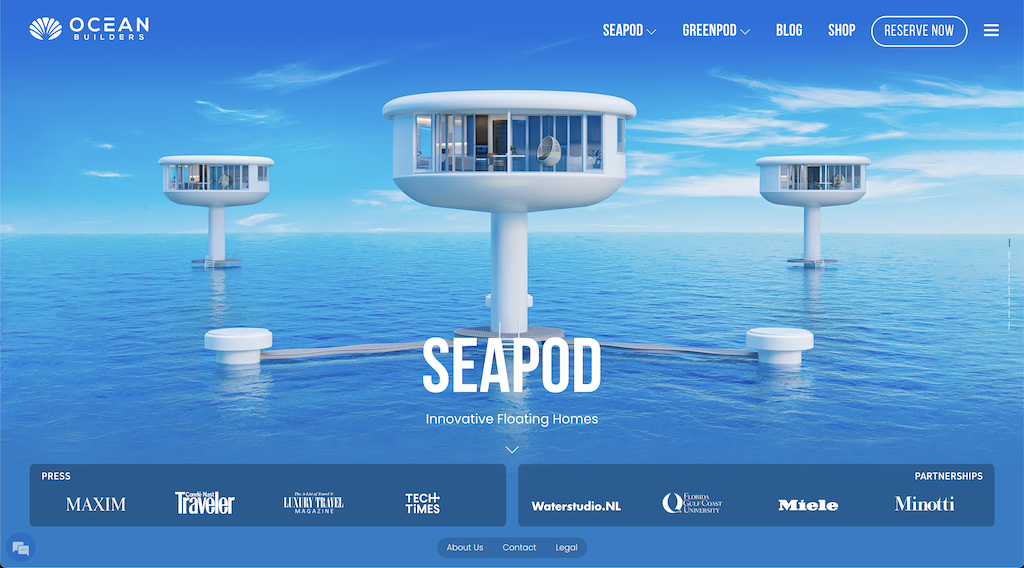 OCEAN
BUILDERS
SEAPOD
GREENPOD
BLOG
SHOP
RESERVE NOW
SEAPOD
Innovative Floating Homes
PRESS
MAXIM
Condé Nast
Traveler
The A-List of Travel ®
LUXURY TRAVEL
MAGAZINE
TECH+
TIMES
PARTNERSHIPS
Waterstudio.NL
FLORIDA
GULF COAST
UNIVERSITY
Miele
Minotti
About Us
Contact
Legal